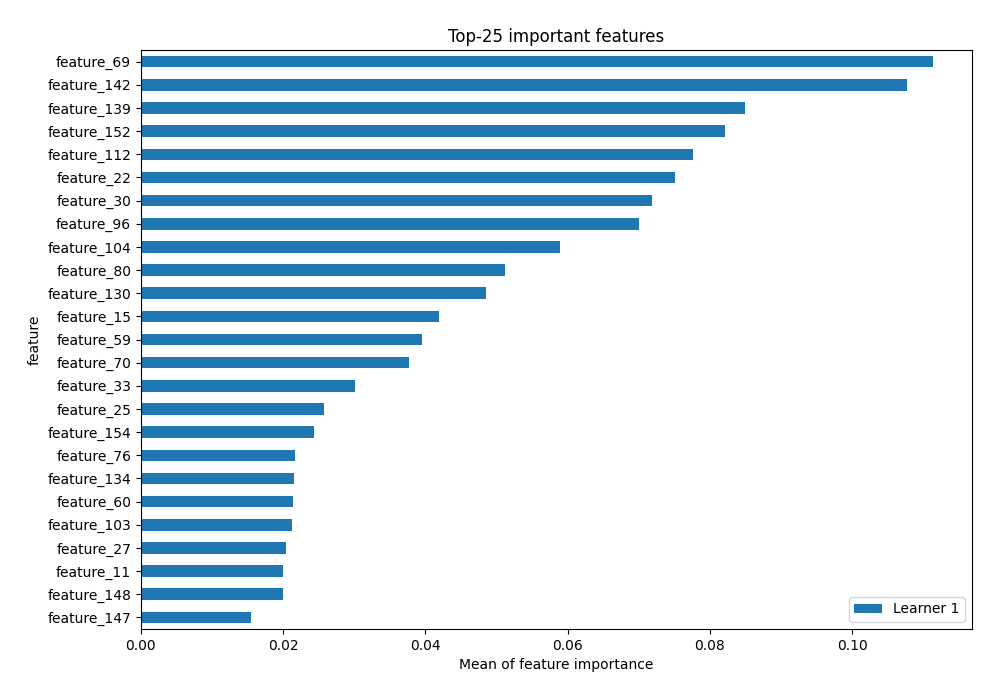 Top-25 important features
feature_69
feature_142
feature_139
feature_152
feature_112
feature_22
feature_30
feature_96
feature_104
feature_80
feature_130
feature_15
feature_59
feature_70
feature_33
feature_25
feature_154
feature_76
feature_134
feature_60
feature_103
feature_27
feature_11
feature_148
feature_147
feature
Learner 1
0.00 0.02 0.04 0.06 0.08 0.10
Mean of feature importance